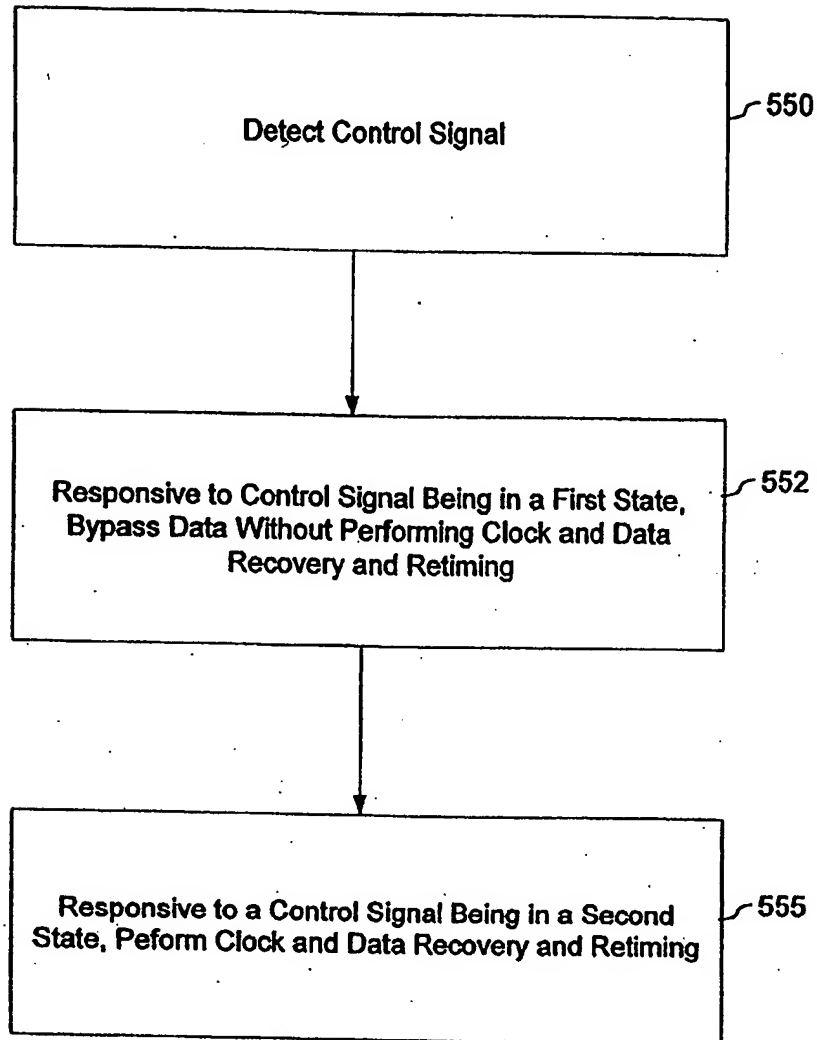 Detect Control Signal
550
Responsive to Control Signal Being in a First State,
Bypass Data Without Performing Clock and Data
Recovery and Retiming
552
Responsive to a Control Signal Being in a Second
State, Peform Clock and Data Recovery and Retiming
555